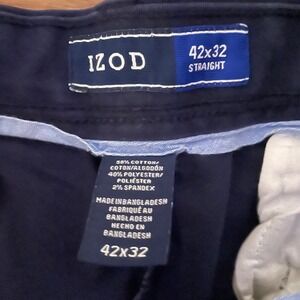 IZOD
42x32
STRAIGHT
58% COTTON/
COTON/ALGODÓN
40% POLYESTER/
POLIÉSTER
2% SPANDEX
MADE IN BANGLADESH
FABRIQUÉ AU
BANGLADESH
HECHO EN
BANGLADESH
42x32